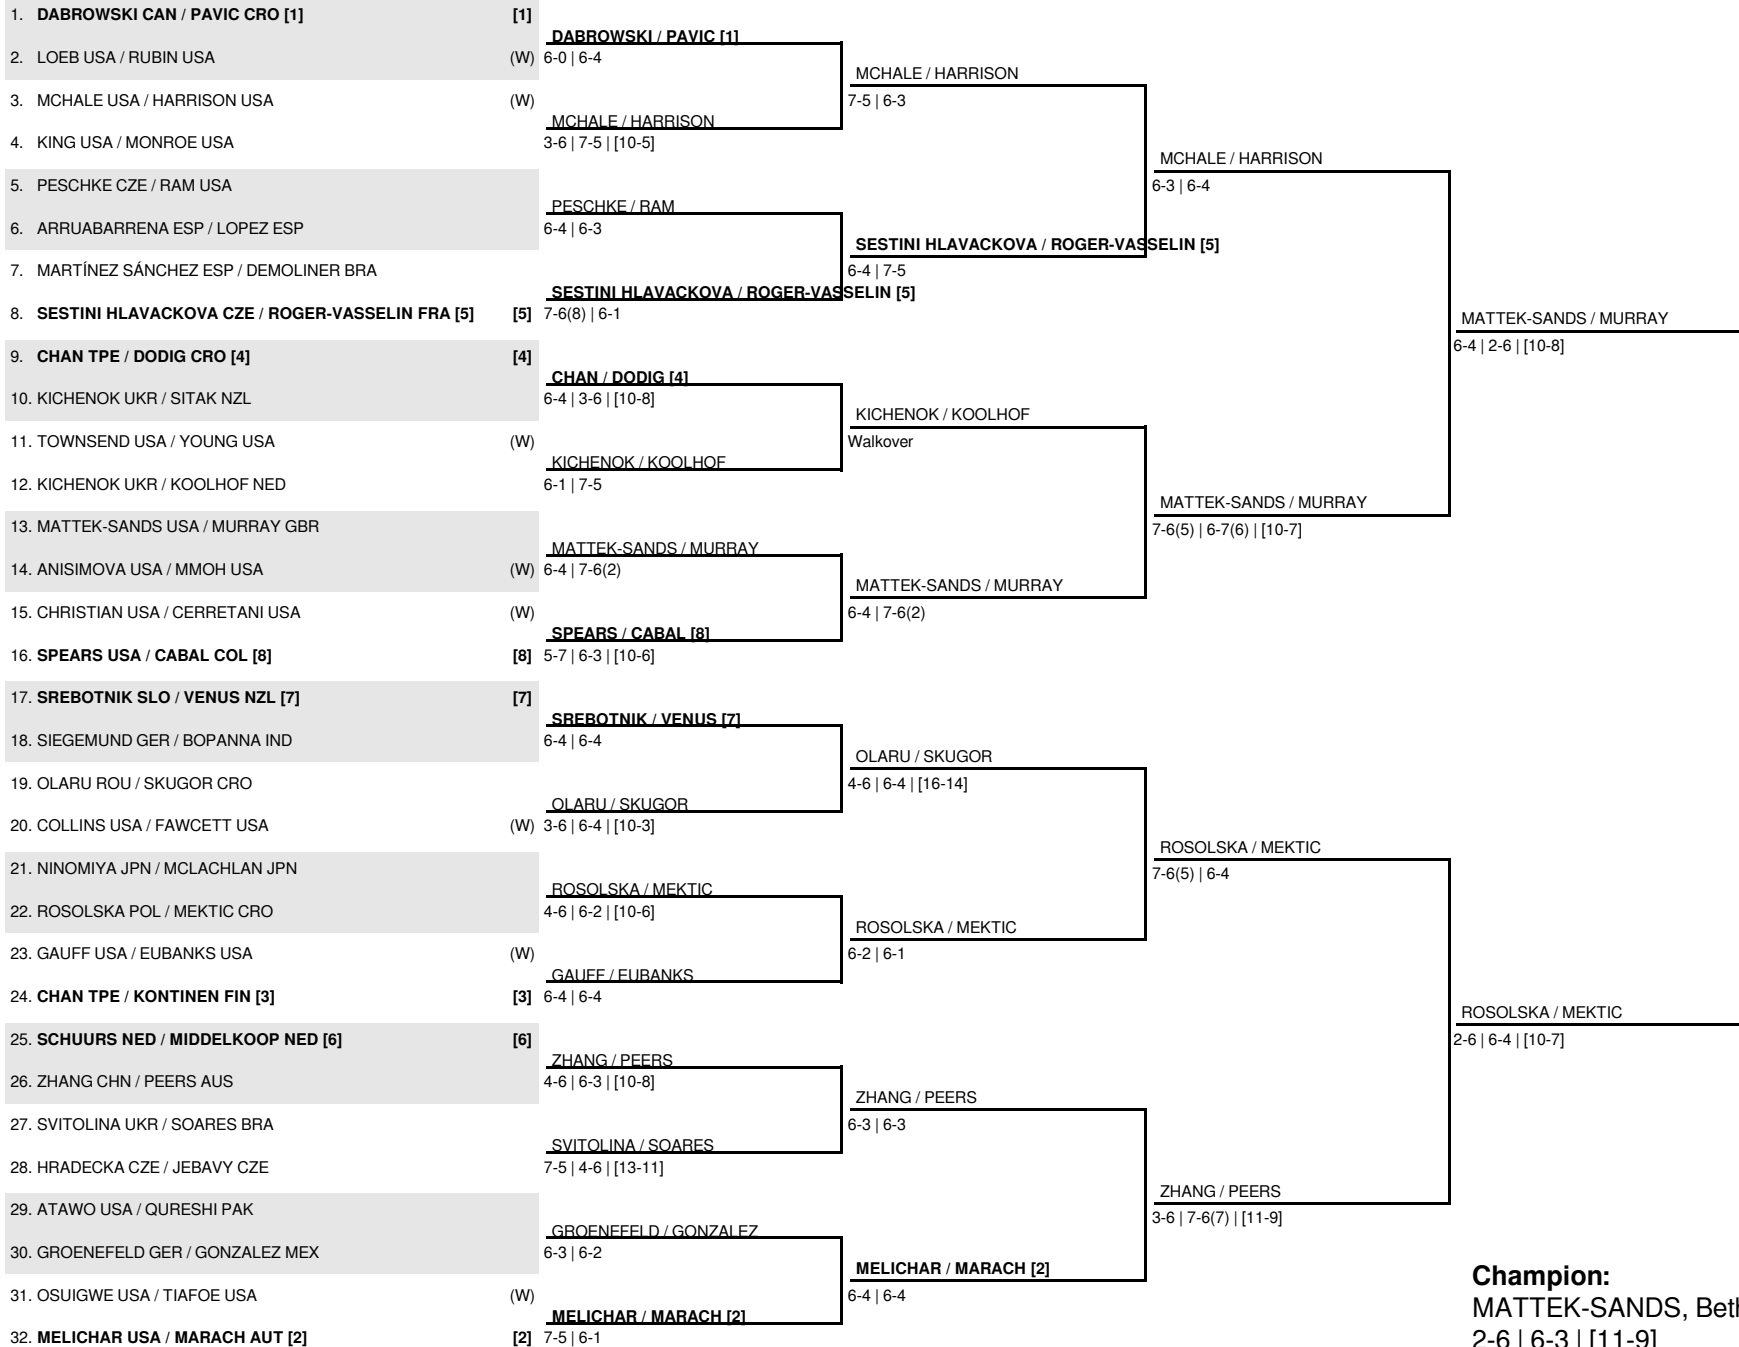 1. DABROWSKI CAN / PAVIC CRO [1] [1]
2. LOEB USA / RUBIN USA (W)
3. MCHALE USA / HARRISON USA (W)
4. KING USA / MONROE USA
5. PESCHKE CZE / RAM USA
6. ARRUABARRENA ESP / LOPEZ ESP
7. MARTÍNEZ SÁNCHEZ ESP / DEMOLINER BRA
8. SESTINI HLAVACKOVA CZE / ROGER-VASSELIN FRA [5] [5]
9. CHAN TPE / DODIG CRO [4] [4]
10. KICHENOK UKR / SITAK NZL
11. TOWNSEND USA / YOUNG USA (W)
12. KICHENOK UKR / KOOLHOF NED
13. MATTEK-SANDS USA / MURRAY GBR
14. ANISIMOVA USA / MMOH USA (W)
15. CHRISTIAN USA / CERRETANI USA (W)
16. SPEARS USA / CABAL COL [8] [8]
17. SREBOTNIK SLO / VENUS NZL [7] [7]
18. SIEGEMUND GER / BOPANNA IND
19. OLARU ROU / SKUGOR CRO
20. COLLINS USA / FAWCETT USA (W)
21. NINOMIYA JPN / MCLACHLAN JPN
22. ROSOLSKA POL / MEKTIC CRO
23. GAUFF USA / EUBANKS USA (W)
24. CHAN TPE / KONTINEN FIN [3] [3]
25. SCHUURS NED / MIDDELKOOP NED [6] [6]
26. ZHANG CHN / PEERS AUS
27. SVITOLINA UKR / SOARES BRA
28. HRADECKA CZE / JEBAVY CZE
29. ATAWO USA / QURESHI PAK
30. GROENEFELD GER / GONZALEZ MEX
31. OSUIGWE USA / TIAFOE USA (W)
32. MELICHAR USA / MARACH AUT [2] [2]
DABROWSKI / PAVIC [1]
6-0 | 6-4
MCHALE / HARRISON
3-6 | 7-5 | [10-5]
PESCHKE / RAM
6-4 | 6-3
SESTINI HLAVACKOVA / ROGER-VASSELIN [5]
7-6(8) | 6-1
CHAN / DODIG [4]
6-4 | 3-6 | [10-8]
KICHENOK / KOOLHOF
6-1 | 7-5
MATTEK-SANDS / MURRAY
6-4 | 7-6(2)
SPEARS / CABAL [8]
5-7 | 6-3 | [10-6]
SREBOTNIK / VENUS [7]
6-4 | 6-4
OLARU / SKUGOR
3-6 | 6-4 | [10-3]
ROSOLSKA / MEKTIC
4-6 | 6-2 | [10-6]
GAUFF / EUBANKS
6-4 | 6-4
ZHANG / PEERS
4-6 | 6-3 | [10-8]
SVITOLINA / SOARES
7-5 | 4-6 | [13-11]
GROENEFELD / GONZALEZ
6-3 | 6-2
MELICHAR / MARACH [2]
7-5 | 6-1
MCHALE / HARRISON
7-5 | 6-3
SESTINI HLAVACKOVA / ROGER-VASSELIN [5]
6-4 | 7-5
KICHENOK / KOOLHOF
Walkover
MATTEK-SANDS / MURRAY
6-4 | 7-6(2)
OLARU / SKUGOR
4-6 | 6-4 | [16-14]
ROSOLSKA / MEKTIC
6-2 | 6-1
ZHANG / PEERS
6-3 | 6-3
MELICHAR / MARACH [2]
6-4 | 6-4
MCHALE / HARRISON
6-3 | 6-4
MATTEK-SANDS / MURRAY
7-6(5) | 6-7(6) | [10-7]
ROSOLSKA / MEKTIC
7-6(5) | 6-4
ZHANG / PEERS
3-6 | 7-6(7) | [11-9]
MATTEK-SANDS / MURRAY
6-4 | 2-6 | [10-8]
ROSOLSKA / MEKTIC
2-6 | 6-4 | [10-7]
Champion:
MATTEK-SANDS,
2-6 | 6-3 | [11-9]